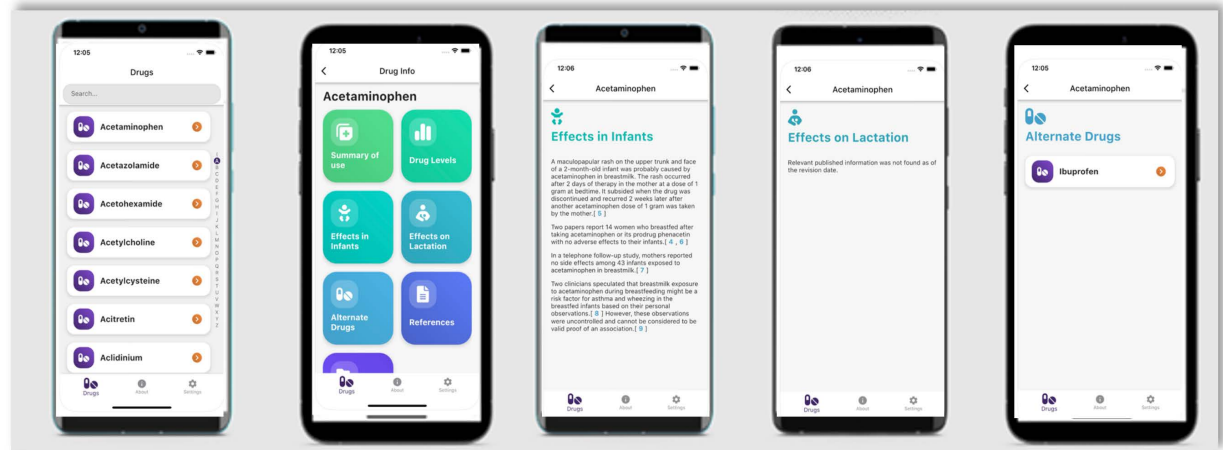 12:05
Drugs
Search...
Acetaminophen
Acetazolamide
Acetohexamide
Acetylcholine
Acetylcysteine
Acitretin
Aclidinium
A
B
C
D
E
F
G
H
I
J
K
L
M
N
O
P
Q
R
S
T
U
V
W
X
Y
Z
Drugs
About
Settings
12:05
Drug Info
Acetaminophen
Summary of
use
Drug Levels
Effects in
Infants
Effects on
Lactation
Alternate
Drugs
References
Drugs
About
Settings
12:06
Acetaminophen
Effects in Infants
A maculopapular rash on the upper trunk and face
of a 2-month-old infant was probably caused by
acetaminophen in breastmilk. The rash occurred
after 2 days of therapy in the mother at a dose of 1
gram at bedtime. It subsided when the drug was
discontinued and recurred 2 weeks later after
another acetaminophen dose of 1 gram was taken
by the mother.[ 5 ]
Two papers report 14 women who breastfed after
taking acetaminophen or its prodrug phenacetin
with no adverse effects to their infants.[ 4 , 6 ]
In a telephone follow-up study, mothers reported
no side effects among 43 infants exposed to
acetaminophen in breastmilk.[ 7 ]
Two clinicians speculated that breastmilk exposure
to acetaminophen during breastfeeding might be a
risk factor for asthma and wheezing in the
breastfed infants based on their personal
observations.[ 8 ] However, these observations
were uncontrolled and cannot be considered to be
valid proof of an association.[ 9 ]
Drugs
About
Settings
12:06
Acetaminophen
Effects on Lactation
Relevant published information was not found as of
the revision date.
Drugs
About
Settings
12:05
Acetaminophen
Alternate Drugs
Ibuprofen
Drugs
About
Settings